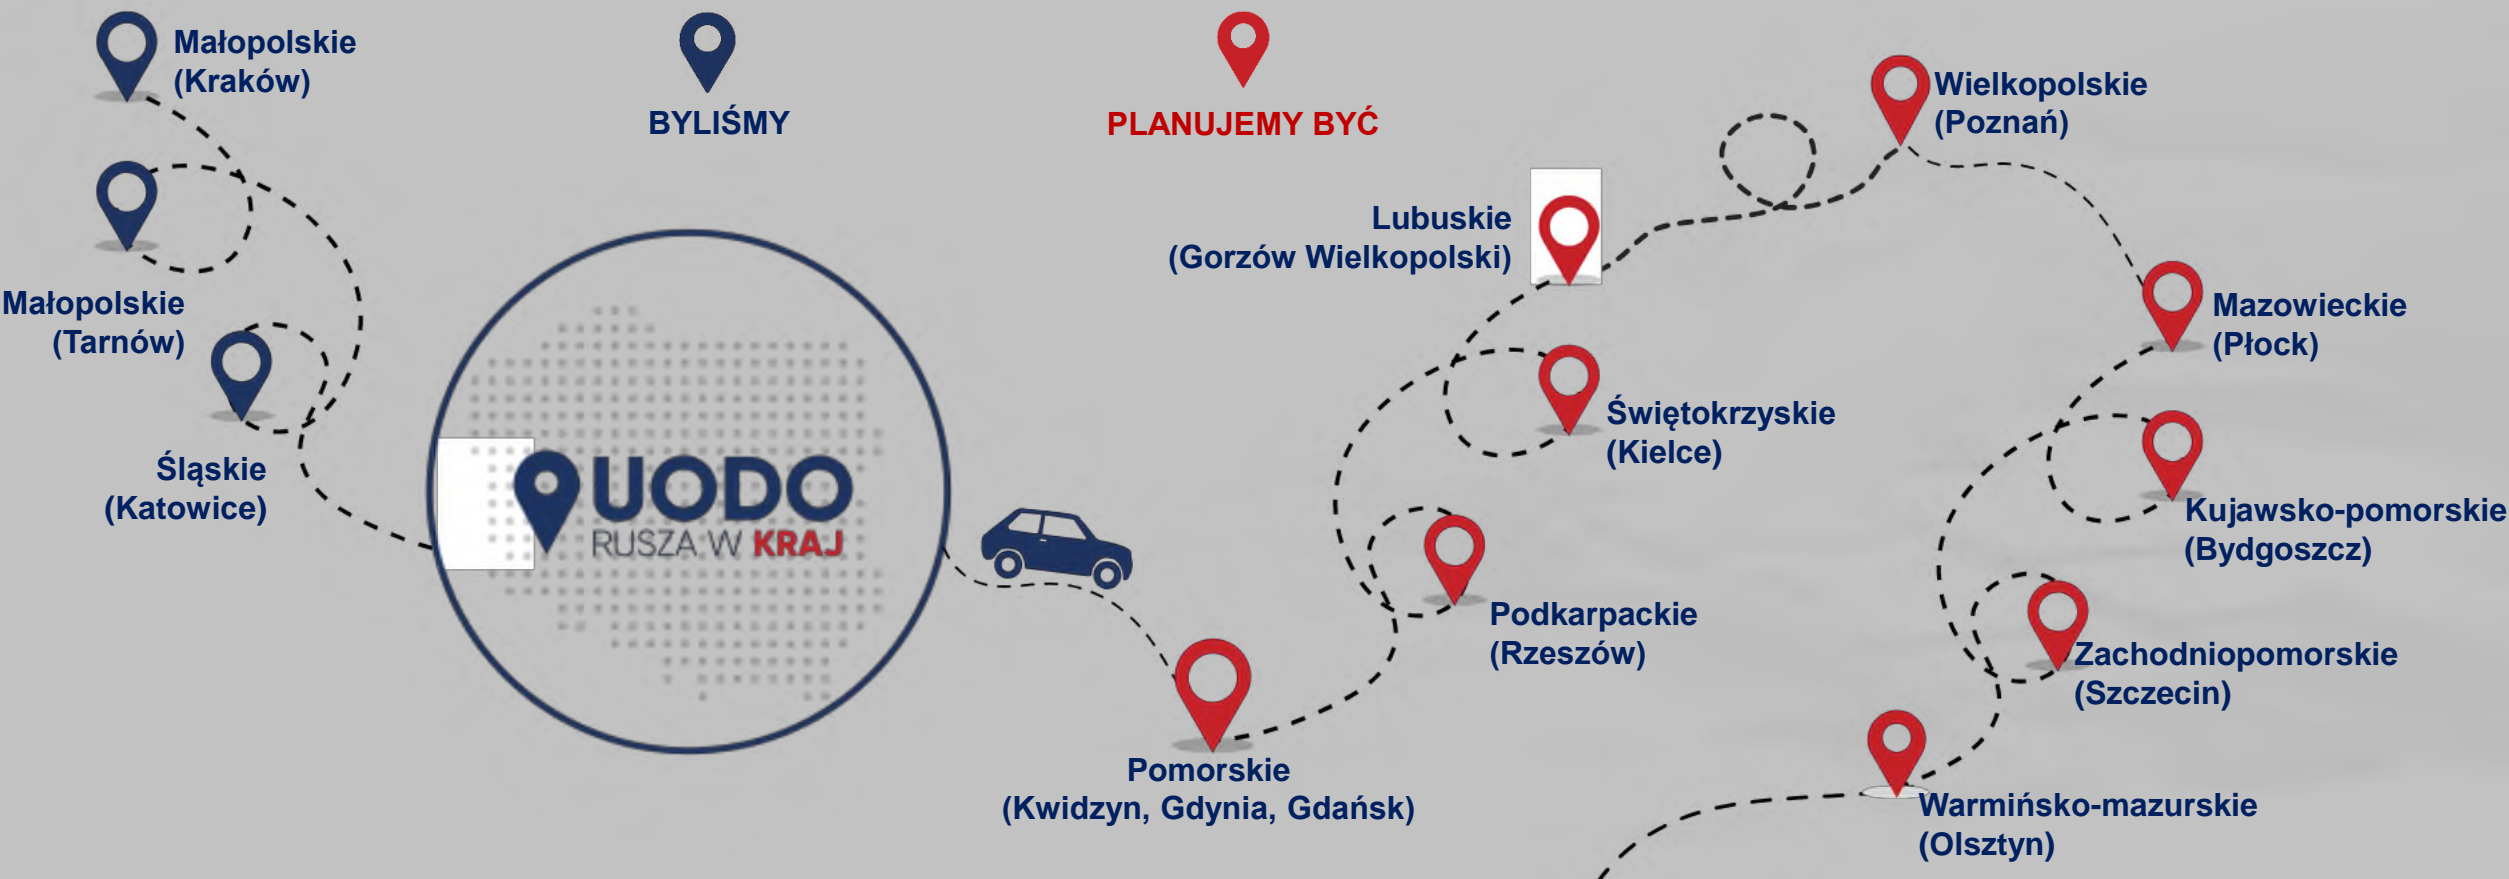 Małopolskie
(Kraków)
BYLIŚMY
PLANUJEMY BYĆ
Wielkopolskie
(Poznań)
Lubuskie
(Gorzów Wielkopolski)
Małopolskie
(Tarnów)
Mazowieckie
(Płock)
Świętokrzyskie
(Kielce)
Śląskie
(Katowice)
UODO
RUSZA W KRAJ
Kujawsko-pomorskie
(Bydgoszcz)
Podkarpackie
(Rzeszów)
Zachodniopomorskie
(Szczecin)
Pomorskie
(Kwidzyn, Gdynia, Gdańsk)
Warmińsko-mazurskie
(Olsztyn)